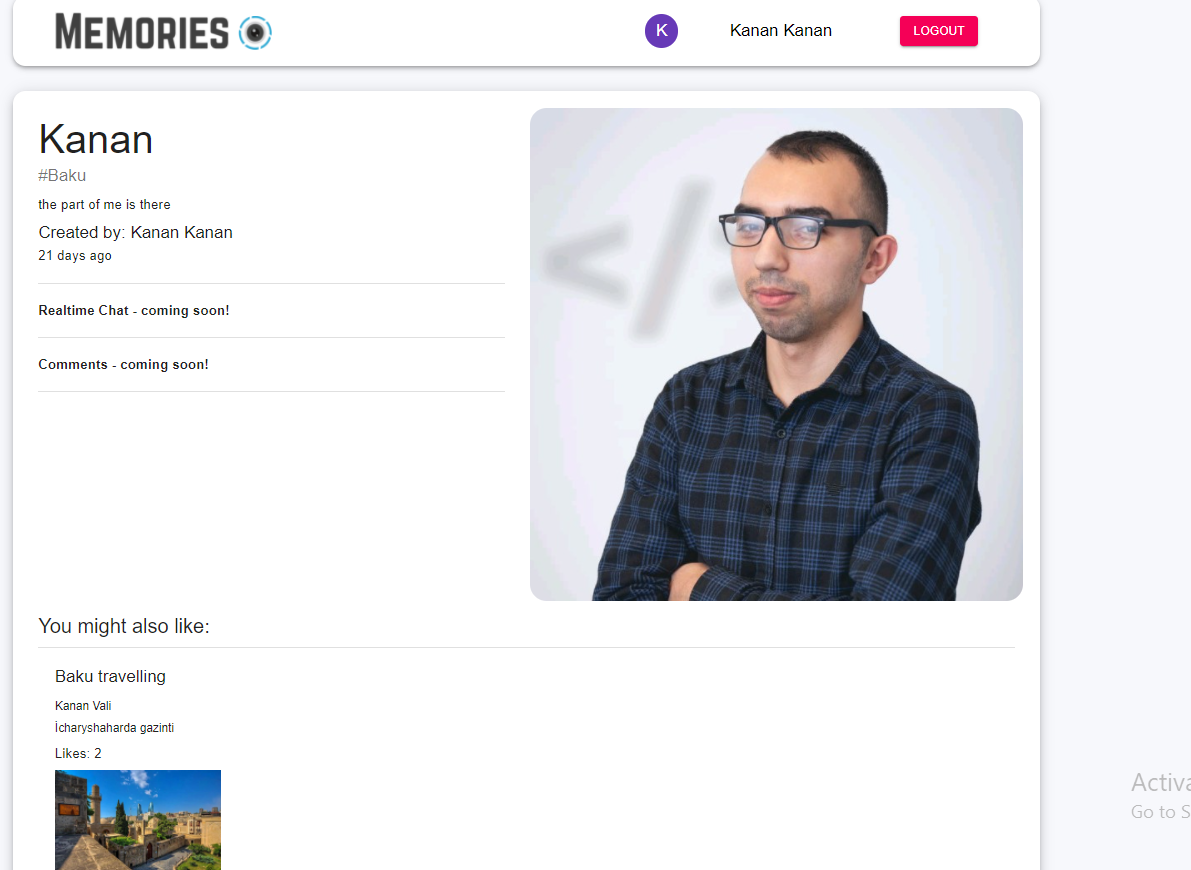 MEMORIES
K
Kanan Kanan
LOGOUT
Kanan
#Baku
the part of me is there
Created by: Kanan Kanan
21 days ago
Realtime Chat - coming soon!
Comments - coming soon!
</>
You might also like:
Baku travelling
Kanan Vali
İcharyshaharda gazinti
Likes: 2
Activa
Go to S